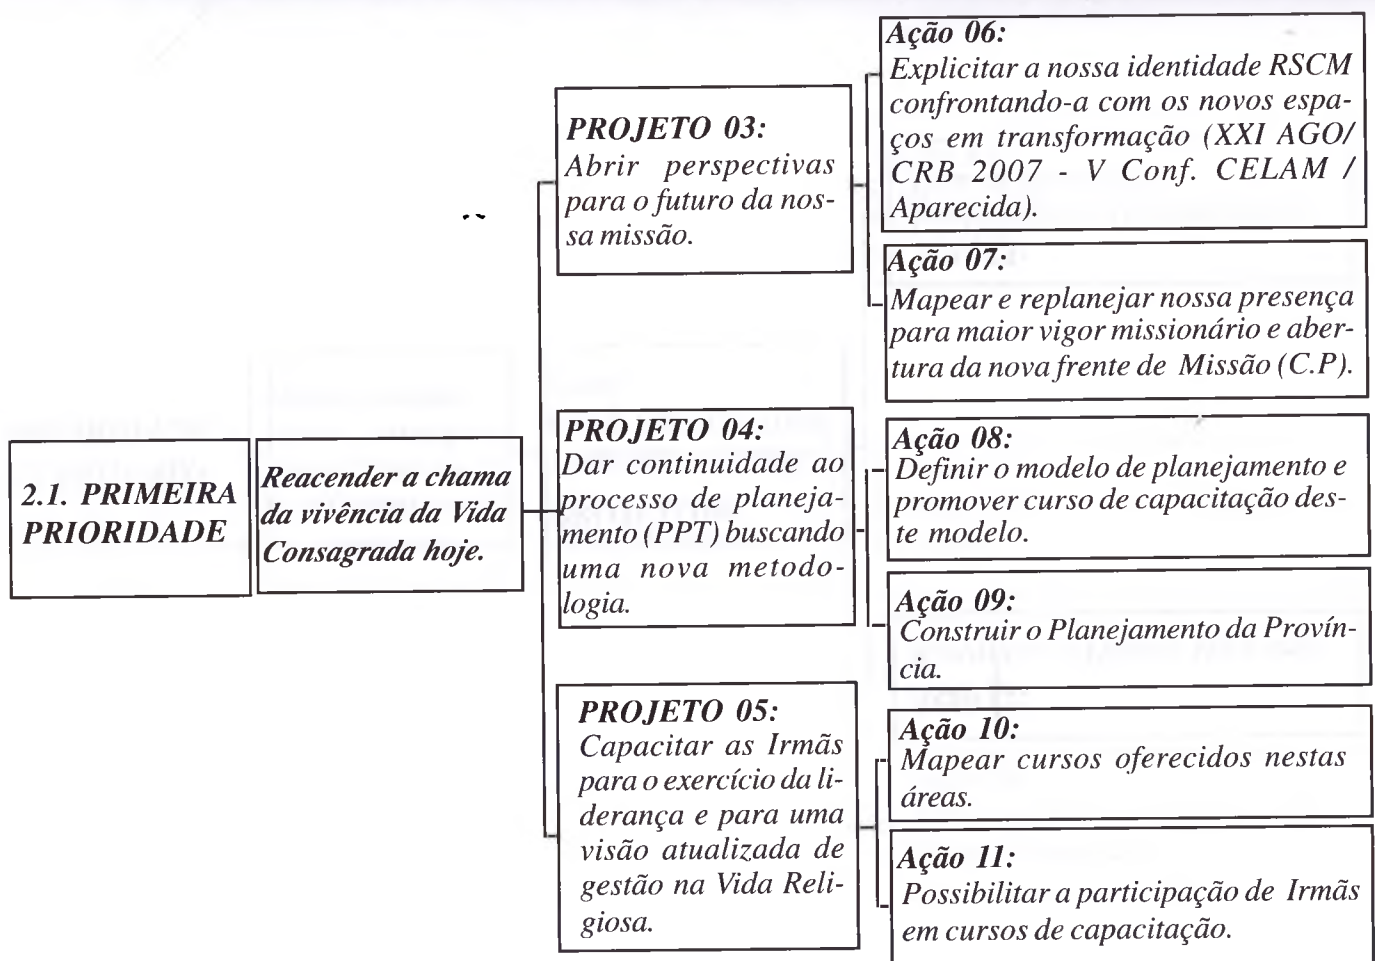 2.1. PRIMEIRA
PRIORIDADE
Reacender a chama
da vivência da Vida
Consagrada hoje.
PROJETO 03:
Abrir perspectivas
para o futuro da nos-
sa missão.
Ação 06:
Explicitar a nossa identidade RSCM
confrontando-a com os novos espa-
ços em transformação (XXI AGO/
CRB 2007 - V Conf. CELAM /
Aparecida).
Ação 07:
Mapear e replanejar nossa presença
para maior vigor missionário e aber-
tura da nova frente de Missão (C.P).
PROJETO 04:
Dar continuidade ao
processo de planeja-
mento (PPT) buscando
uma nova metodo-
logia.
Ação 08:
Definir o modelo de planejamento e
promover curso de capacitação des-
te modelo.
Ação 09:
Construir o Planejamento da Provín-
cia.
PROJETO 05:
Capacitar as Irmãs
para o exercício da li-
derança e para uma
visão atualizada de
gestão na Vida Reli-
giosa.
Ação 10:
Mapear cursos oferecidos nestas
áreas.
Ação 11:
Possibilitar a participação de Irmãs
em cursos de capacitação.